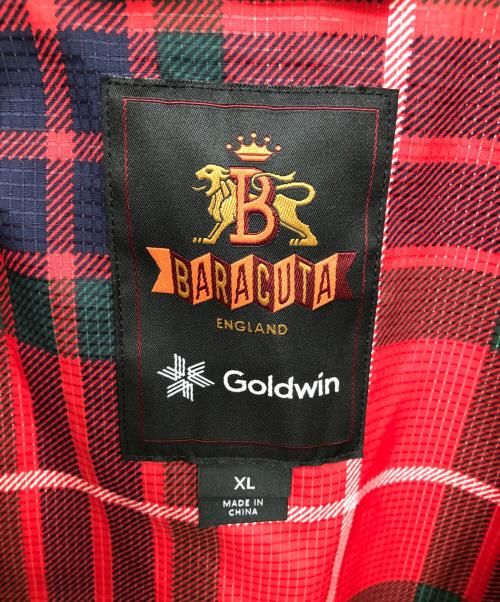 B
BARACUTA
ENGLAND
Goldwin
XL
MADE IN
CHINA